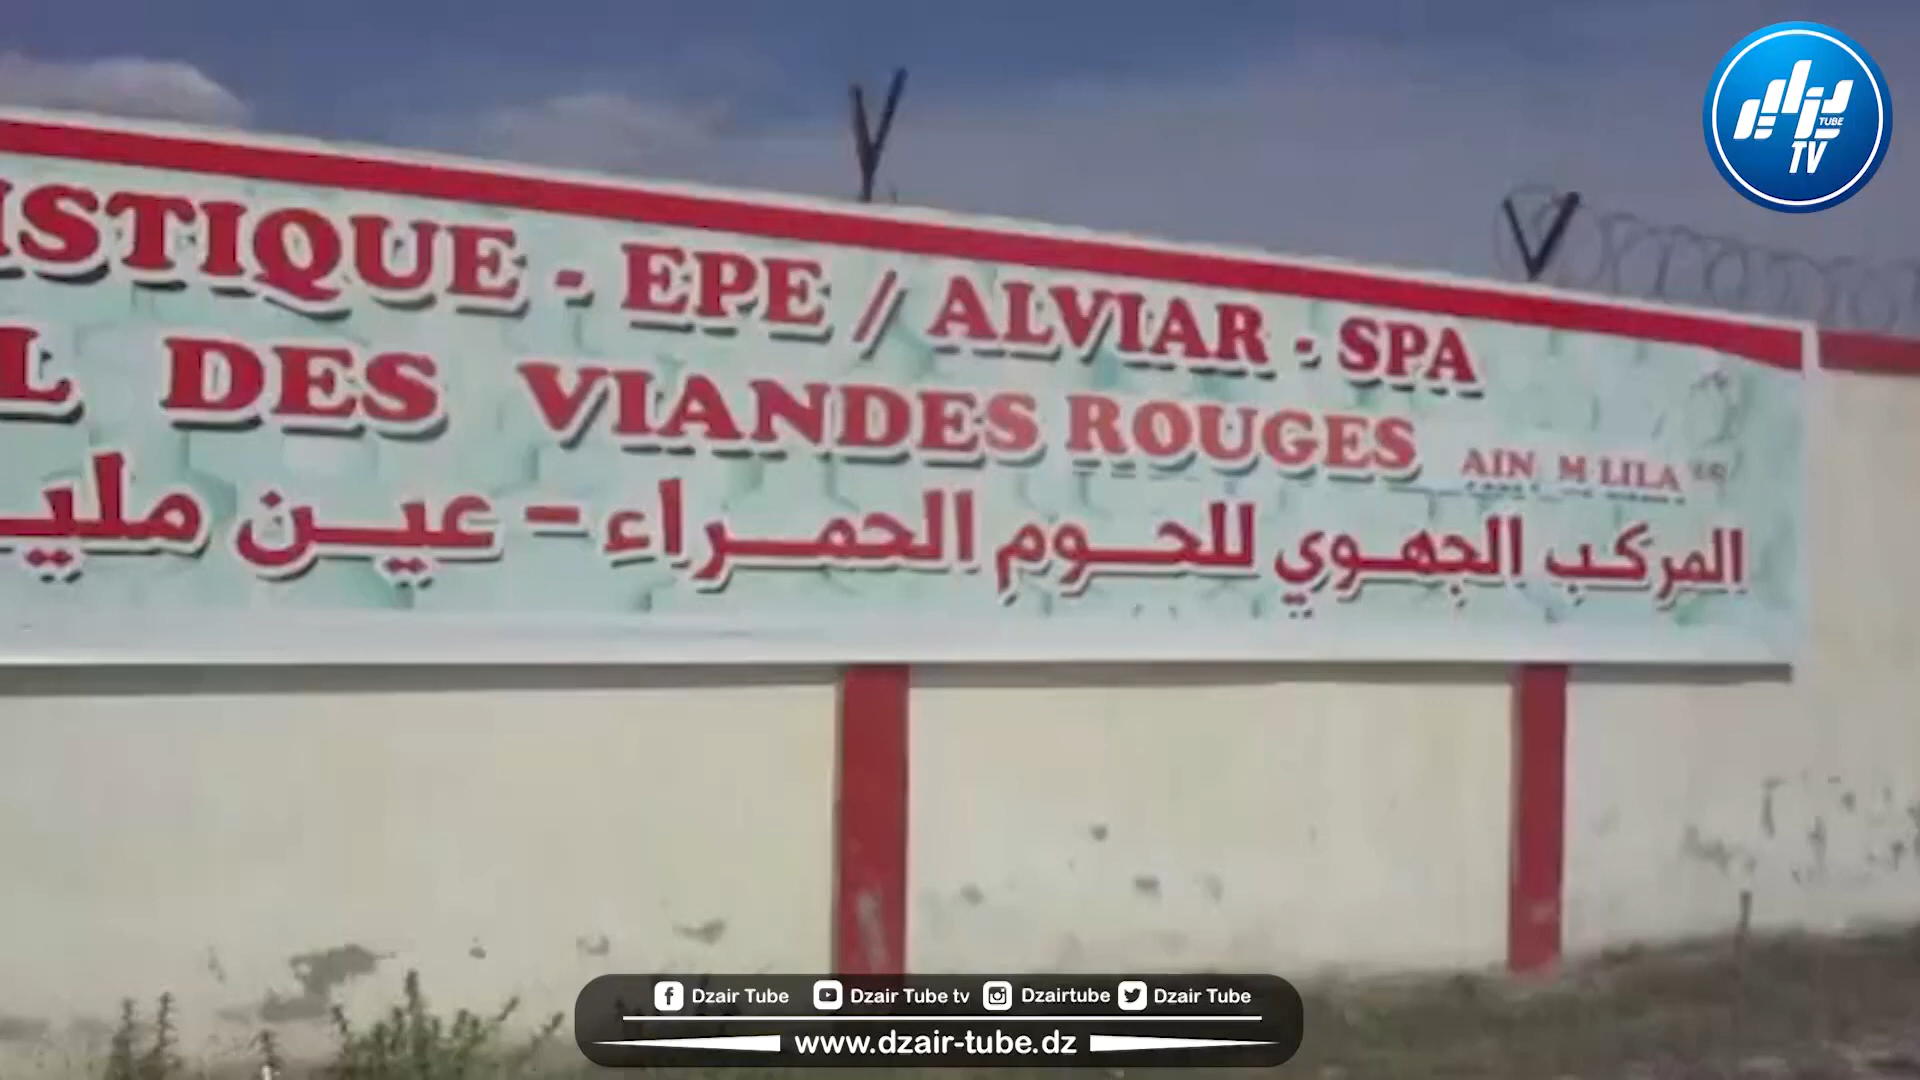 ISTIQUE - EPE / ALVIAR - SPA
L DES VIANDES ROUGES AIN M LILA
المركب الجهوي للحوم الحمراء - عين مليـ
TUBE
TV
Dzair Tube Dzair Tube tv Dzairtube Dzair Tube
www.dzair-tube.dz